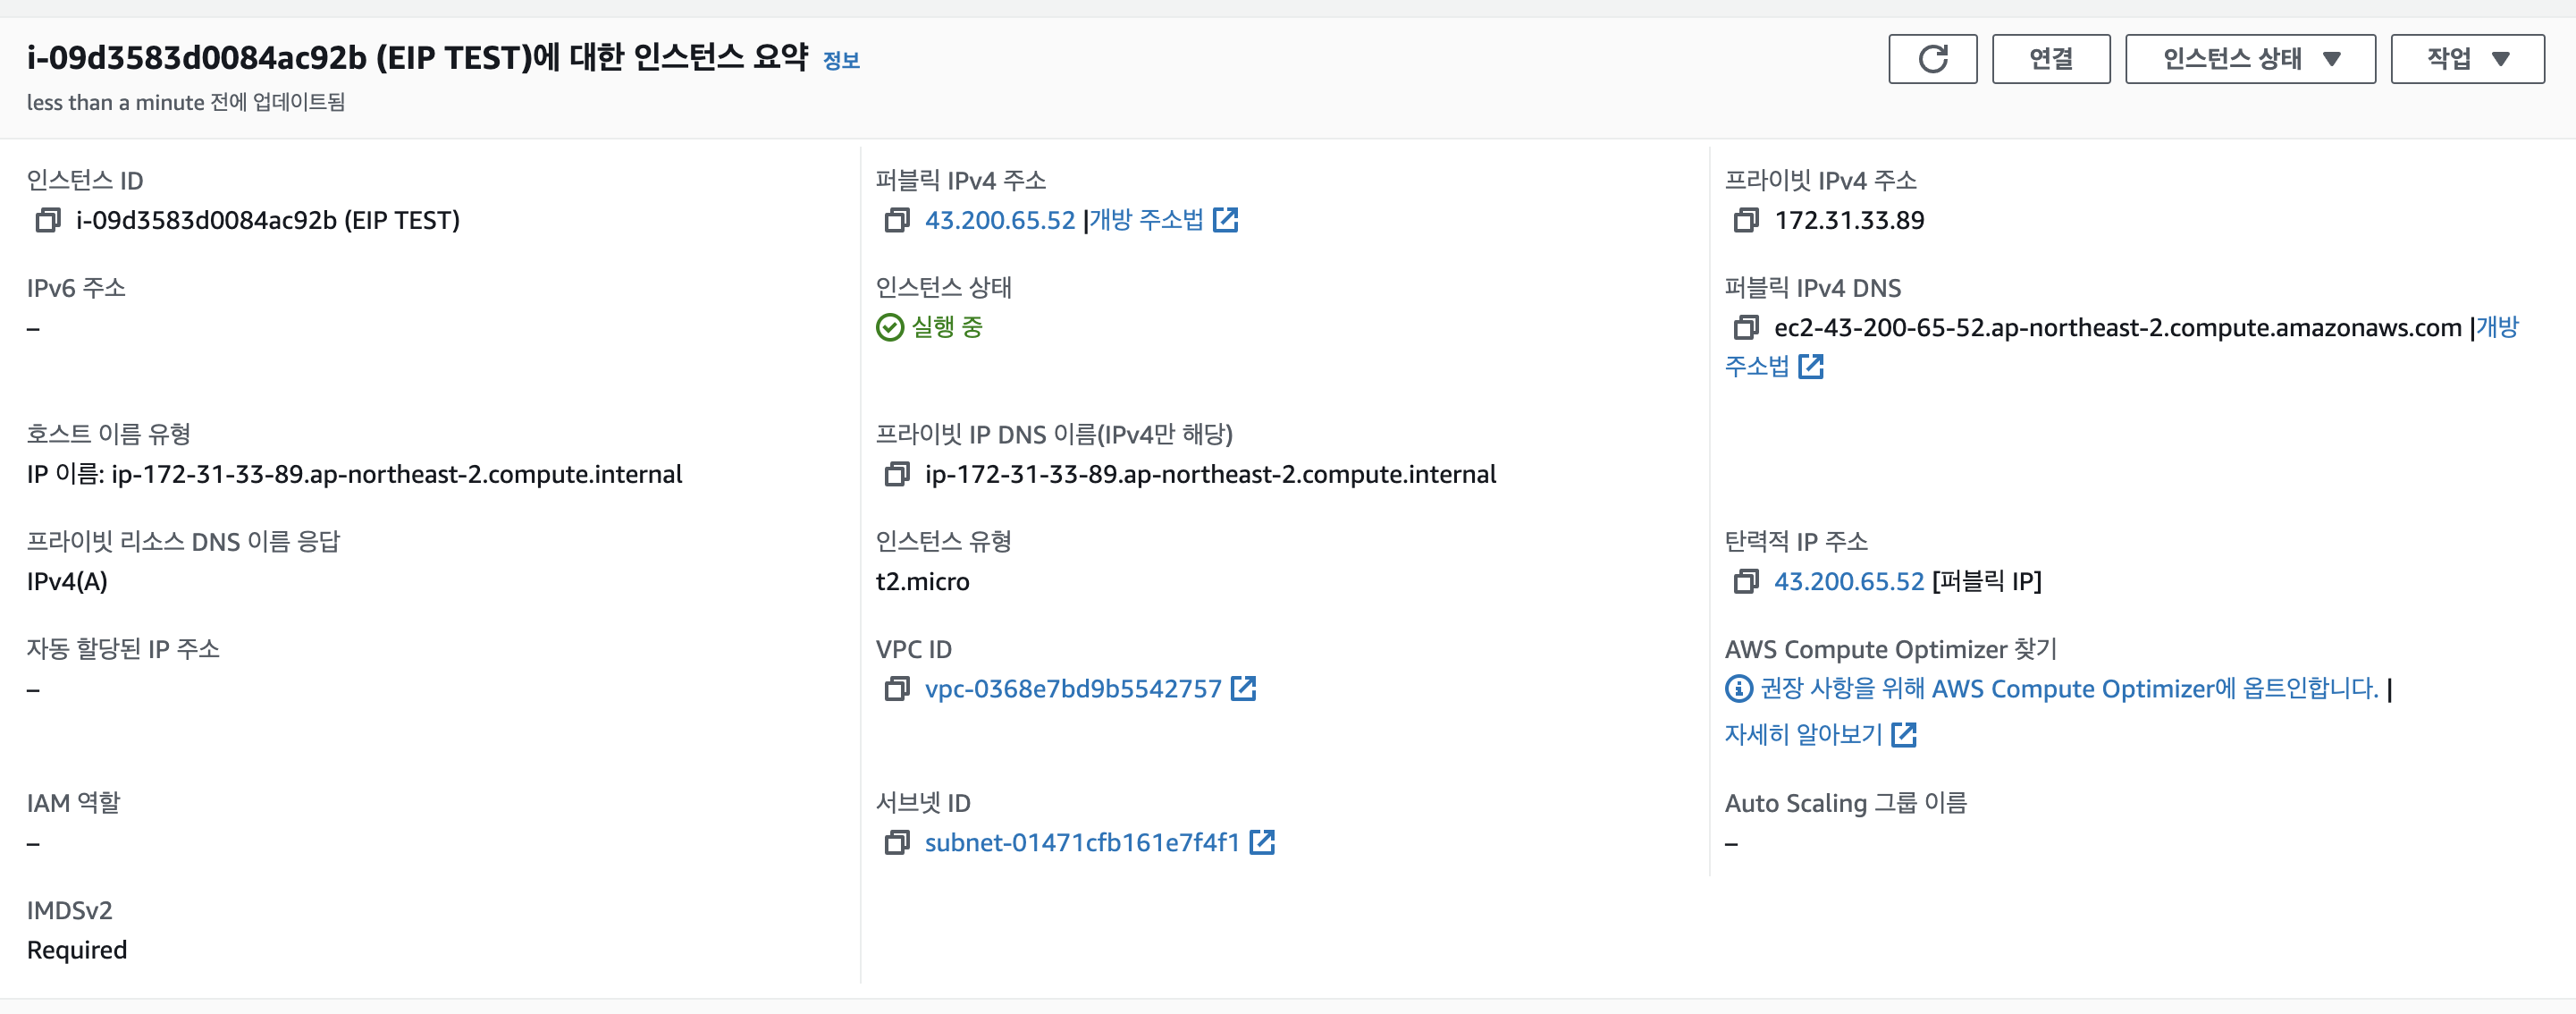 i-09d3583d0084ac92b (EIP TEST)에 대한 인스턴스 요약 정보
less than a minute 전에 업데이트됨
연결
인스턴스 상태
작업
인스턴스 ID
i-09d3583d0084ac92b (EIP TEST)
퍼블릭 IPv4 주소
43.200.65.52 |개방 주소법
프라이빗 IPv4 주소
172.31.33.89
IPv6 주소
–
인스턴스 상태
실행 중
퍼블릭 IPv4 DNS
ec2-43-200-65-52.ap-northeast-2.compute.amazonaws.com |개방
주소법
호스트 이름 유형
IP 이름: ip-172-31-33-89.ap-northeast-2.compute.internal
프라이빗 IP DNS 이름(IPv4만 해당)
ip-172-31-33-89.ap-northeast-2.compute.internal
프라이빗 리소스 DNS 이름 응답
IPv4(A)
인스턴스 유형
t2.micro
탄력적 IP 주소
43.200.65.52 [퍼블릭 IP]
자동 할당된 IP 주소
–
VPC ID
vpc-0368e7bd9b5542757
AWS Compute Optimizer 찾기
권장 사항을 위해 AWS Compute Optimizer에 옵트인합니다. |
자세히 알아보기
IAM 역할
–
서브넷 ID
subnet-01471cfb161e7f4f1
Auto Scaling 그룹 이름
–
IMDSv2
Required